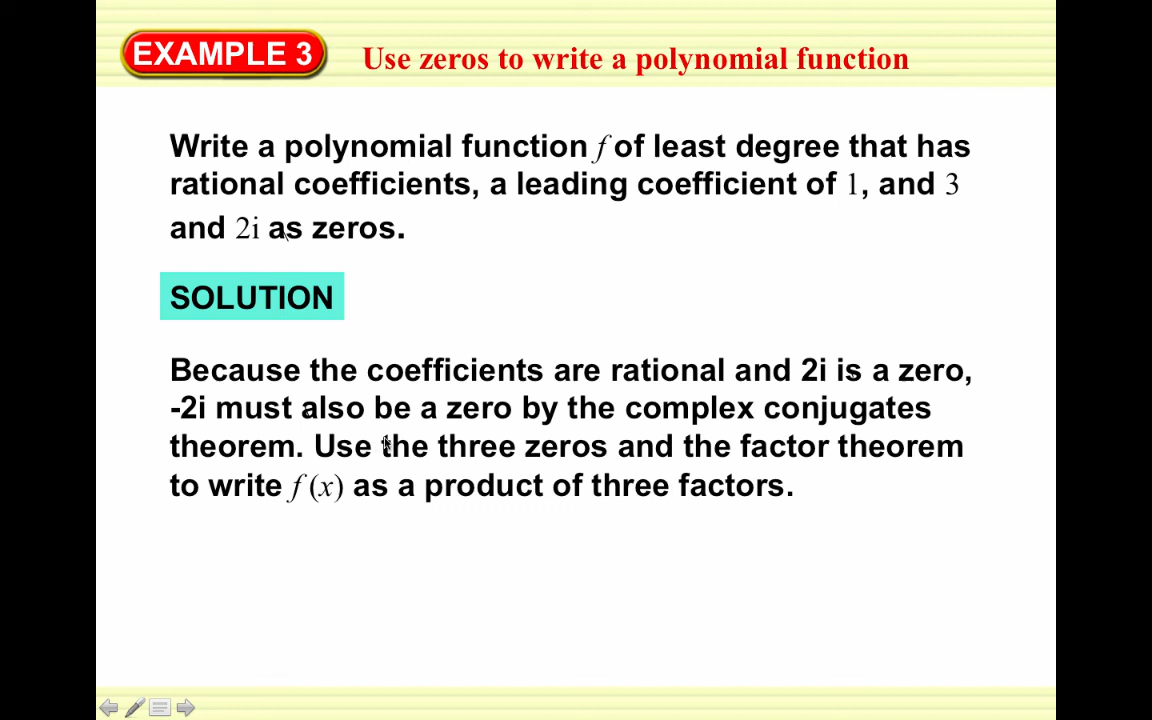 EXAMPLE 3
Use zeros to write a polynomial function
Write a polynomial function f of least degree that has
rational coefficients, a leading coefficient of 1, and 3
and 2i as zeros.
SOLUTION
Because the coefficients are rational and 2i is a zero,
-2i must also be a zero by the complex conjugates
theorem. Use the three zeros and the factor theorem
to write f (x) as a product of three factors.